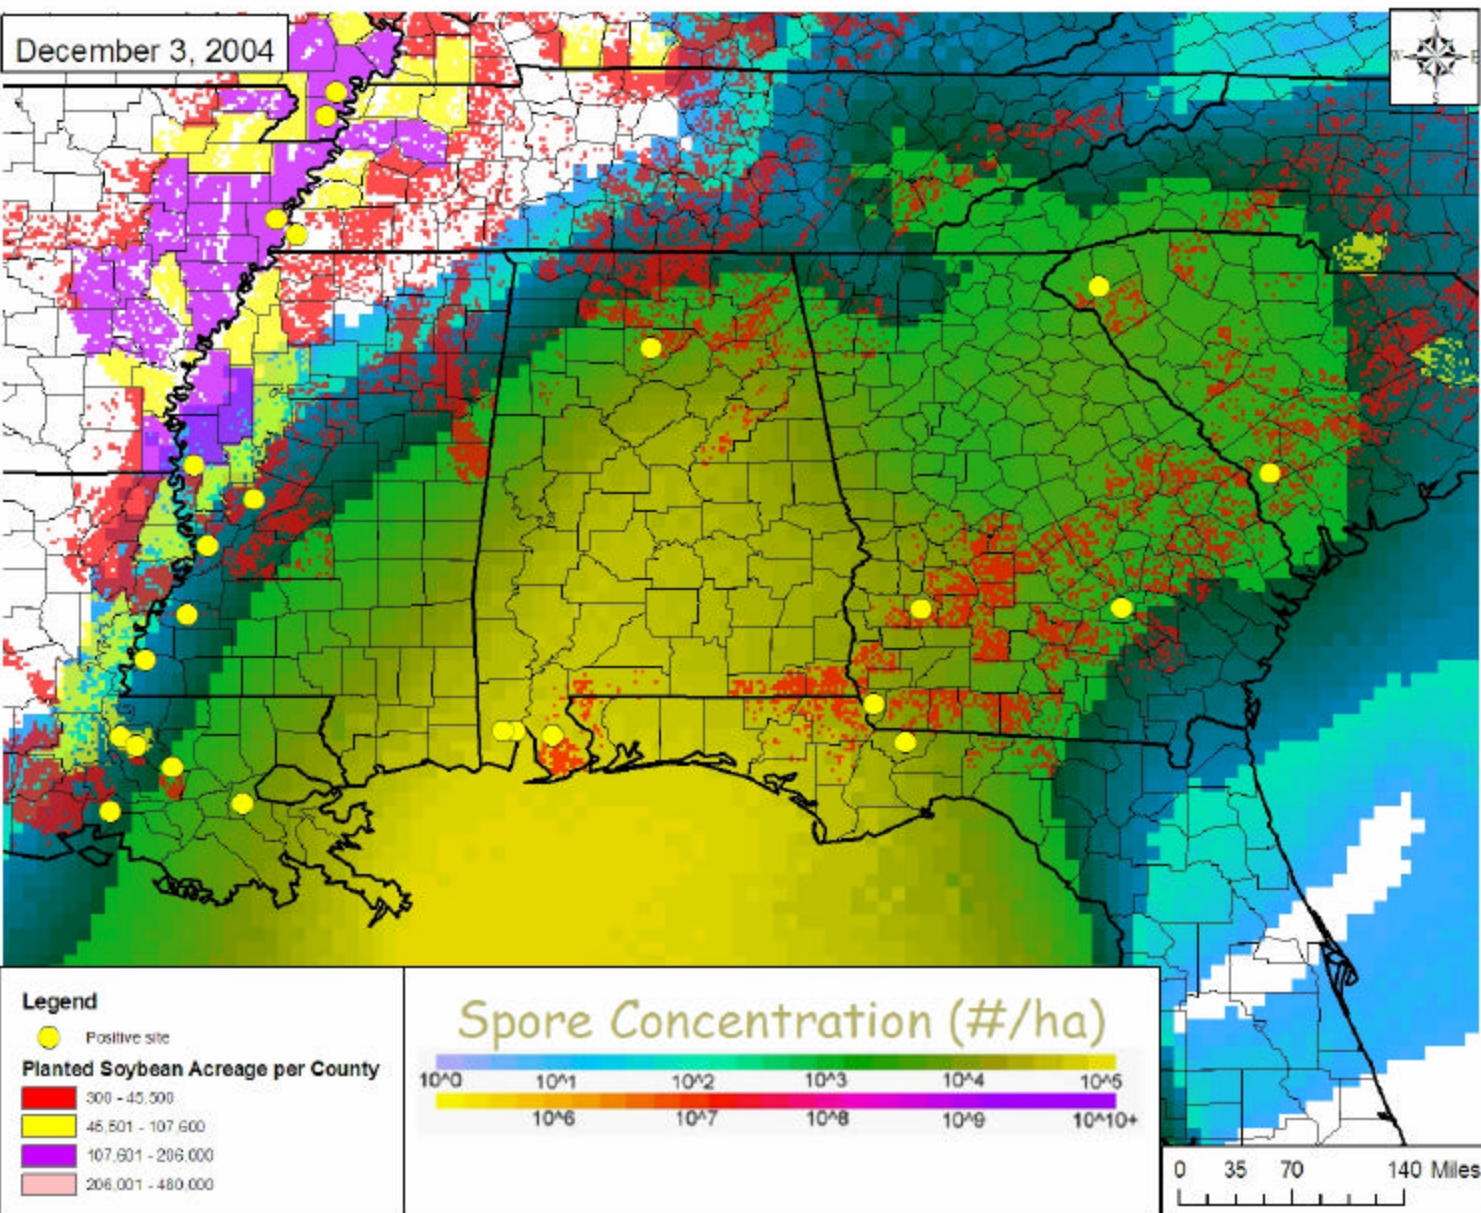 December 3, 2004
N
W E
S
Legend
Positive site
Planted Soybean Acreage per County
300 - 45,500
45,501 - 107,600
107,601 - 206,000
206,001 - 480,000
Spore Concentration (#/ha)
10^0 10^1 10^2 10^3 10^4 10^5
10^6 10^7 10^8 10^9 10^10+
0 35 70 140 Miles